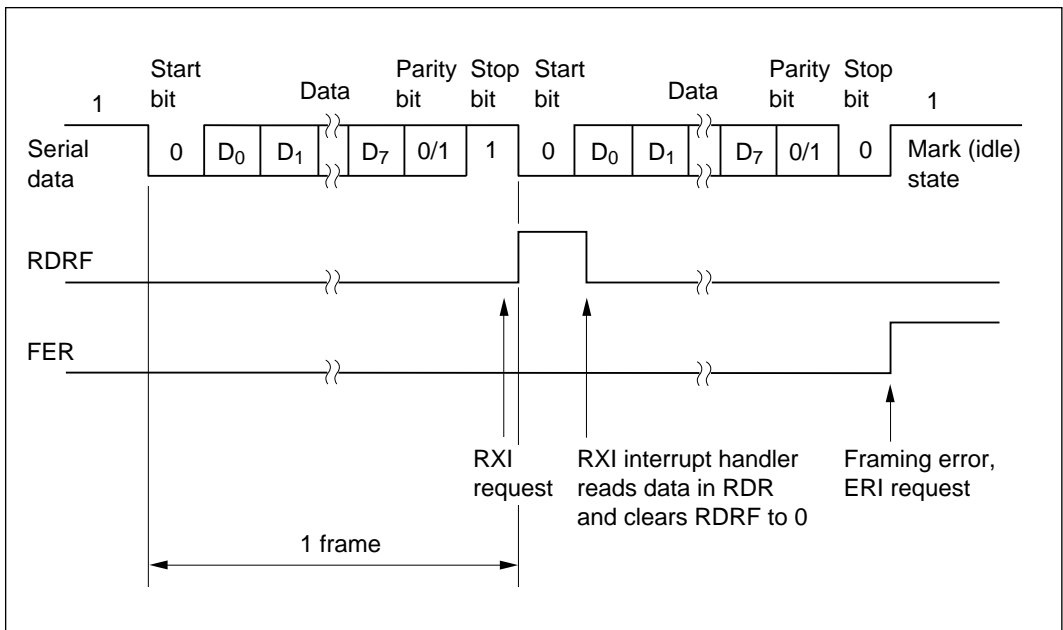 Start bit
Data
Parity bit
Stop bit
Start bit
Data
Parity bit
Stop bit
1
1
Serial data
0
D0
D1
D7
0/1
1
0
D0
D1
D7
0/1
0
Mark (idle) state
RDRF
FER
RXI request
RXI interrupt handler
reads data in RDR
and clears RDRF to 0
Framing error,
ERI request
1 frame